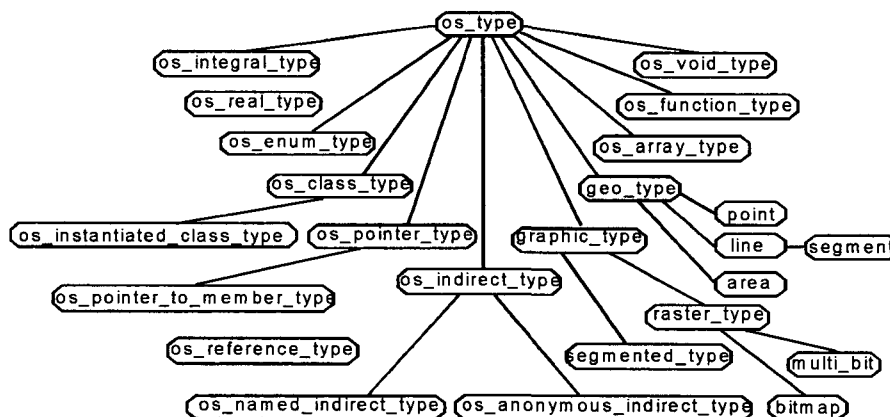 os_type
os_integral_type
os_void_type
os_real_type
os_function_type
os_enum_type
os_array_type
os_class_type
geo_type
point
os_instantiated_class_type
os_pointer_type
graphic_type
line
segment
os_indirect_type
area
os_pointer_to_member_type
raster_type
os_reference_type
segmented_type
multi_bit
os_named_indirect_type
os_anonymous_indirect_type
bitmap